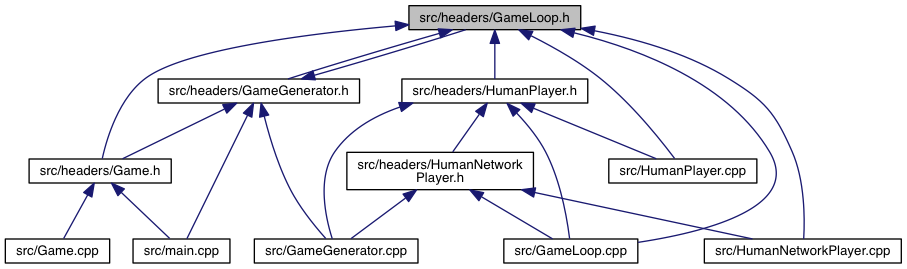 src/headers/GameLoop.h
src/headers/GameGenerator.h
src/headers/HumanPlayer.h
src/headers/Game.h
src/headers/HumanNetwork
Player.h
src/HumanPlayer.cpp
src/Game.cpp
src/main.cpp
src/GameGenerator.cpp
src/GameLoop.cpp
src/HumanNetworkPlayer.cpp